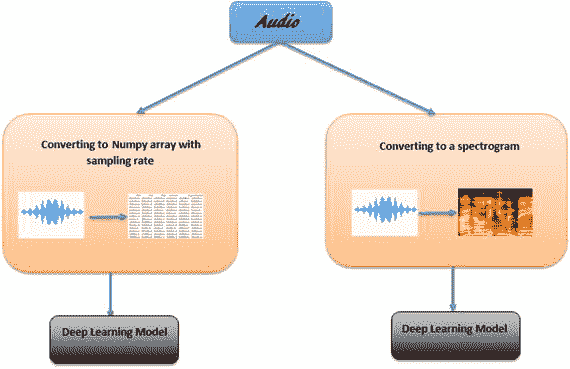 Audio
Converting to Numpy array with
sampling rate
Converting to a spectrogram
Deep Learning Model
Deep Learning Model